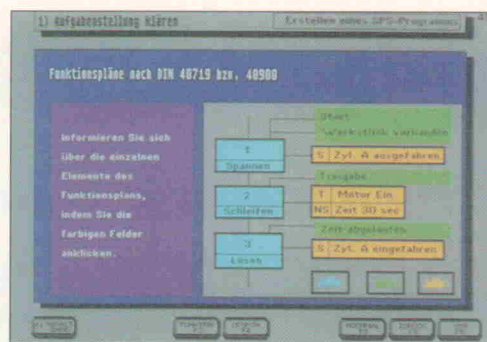 1) Aufgabenstellung klären
Erstellen eines SPS-Programms
Funktionspläne nach DIN 40719 bzw. 40900
Informieren Sie sich
über die einzelnen
Elemente des
Funktionsplans,
indem Sie die
farbigen Felder
anklicken.
Start
Werkstück vorhanden
1
Spannen
S Zyl. A ausgefahren
Freigabe
2
Schleifen
T Motor Ein
NS Zeit 30 sec
Zeit abgelaufen
3
Lösen
S Zyl. A eingefahren